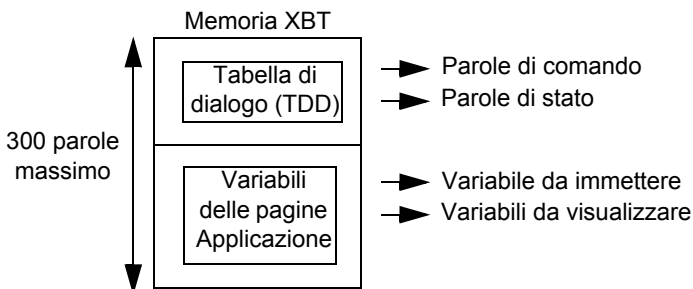 Memoria XBT
Tabella di
dialogo (TDD)
Parole di comando
Parole di stato
300 parole
massimo
Variabili
delle pagine
Applicazione
Variabile da immettere
Variabili da visualizzare